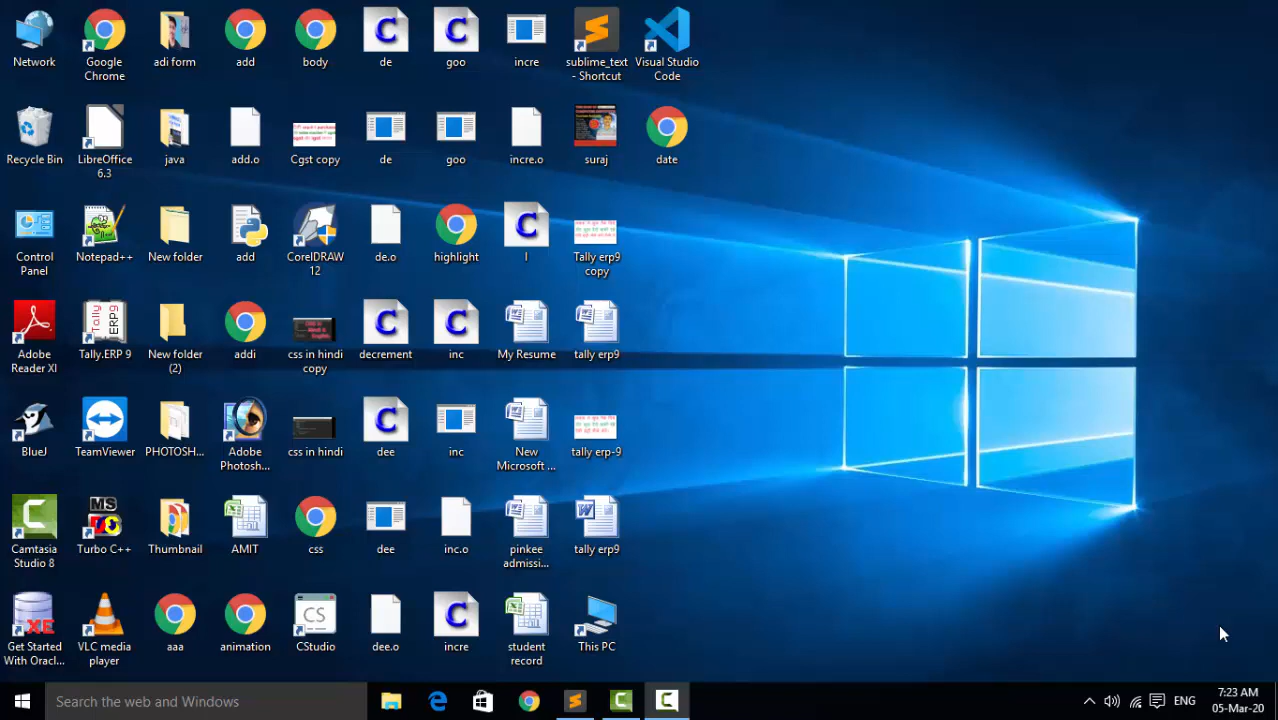 Network
Google
Chrome
adi form
add
body
de
goo
incre
sublime_text
- Shortcut
Visual Studio
Code
Recycle Bin
LibreOffice
6.3
java
add.o
Cgst copy
de
goo
incre.o
suraj
date
Control
Panel
Notepad++
New folder
add
CorelDRAW
12
de.o
highlight
I
Tally erp9
copy
Adobe
Reader XI
Tally.ERP 9
New folder
(2)
addi
css in hindi
copy
decrement
inc
My Resume
tally erp9
BlueJ
TeamViewer
PHOTOSH...
Adobe
Photosh...
css in hindi
dee
inc
New
Microsoft ...
tally erp-9
Camtasia
Studio 8
Turbo C++
Thumbnail
AMIT
css
dee
inc.o
pinkee
admissi...
tally erp9
Get Started
With Oracl...
VLC media
player
aaa
animation
CStudio
dee.o
incre
student
record
This PC
Search the web and Windows
ENG
7:23 AM
05-Mar-20